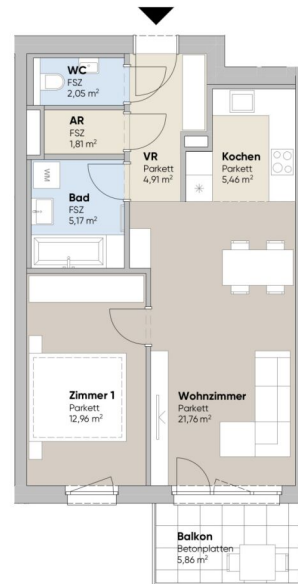 WC
FSZ
2,05 m²
AR
FSZ
1,81 m²
VR
Parkett
4,91 m²
Kochen
Parkett
5,46 m²
WM
Bad
FSZ
5,17 m²
Zimmer 1
Parkett
12,96 m²
Wohnzimmer
Parkett
21,76 m²
Balkon
Betonplatten
5,86 m²